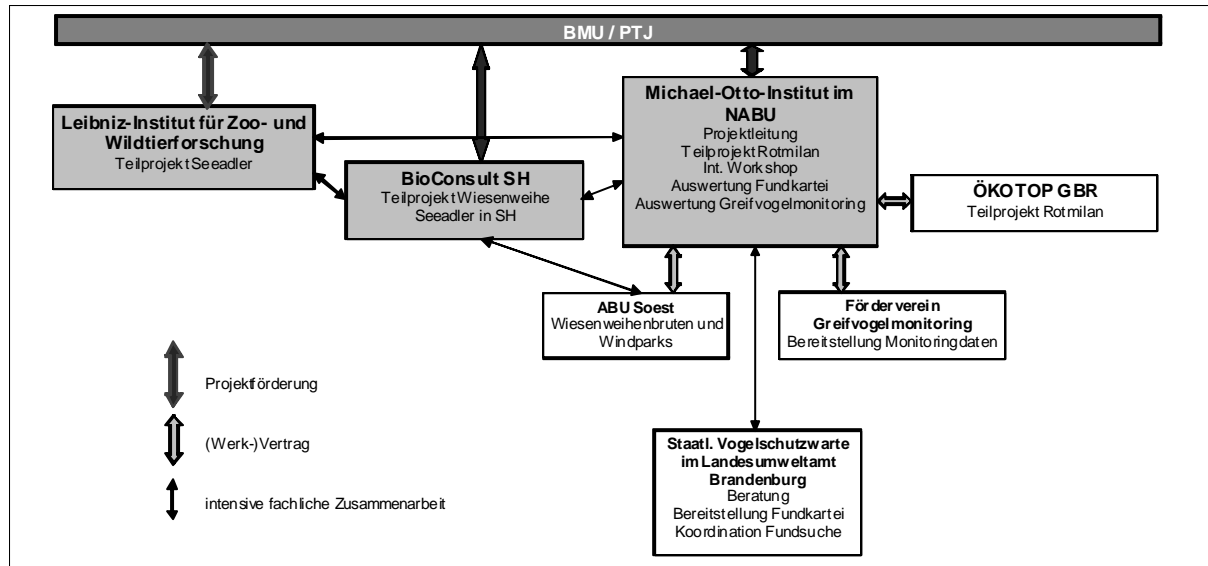 BMU / PTJ
Leibniz-Institut für Zoo- und
Wildtierforschung
Teilprojekt Seeadler
BioConsult SH
Teilprojekt Wiesenweihe
Seeadler in SH
Michael-Otto-Institut im
NABU
Projektleitung
Teilprojekt Rotmilan
Int. Workshop
Auswertung Fundkartei
Auswertung Greifvogelmonitoring
ÖKOTOP GBR
Teilprojekt Rotmilan
ABU Soest
Wiesenweihenbruten und
Windparks
Förderverein
Greifvogelmonitoring
Bereitstellung Monitoringdaten
Staatl. Vogelschutzwarte
im Landesumweltamt
Brandenburg
Beratung
Bereitstellung Fundkartei
Koordination Fundsuche
Projektförderung
(Werk-)Vertrag
intensive fachliche Zusammenarbeit